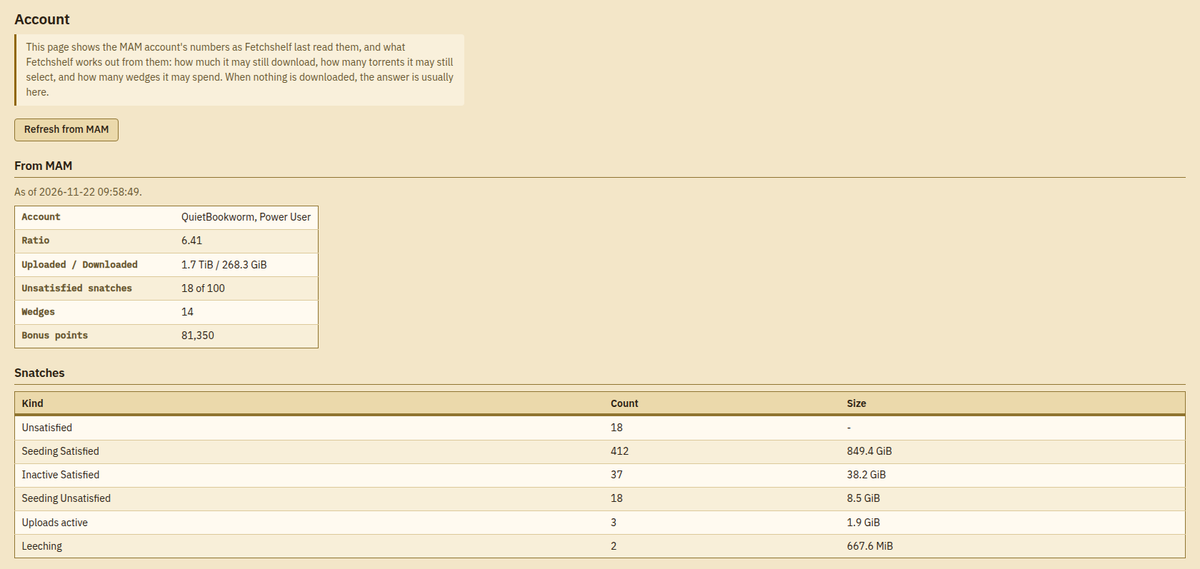 Account
This page shows the MAM account's numbers as Fetchshelf last read them, and what
Fetchshelf works out from them: how much it may still download, how many torrents it may still
select, and how many wedges it may spend. When nothing is downloaded, the answer is usually
here.
Refresh from MAM
From MAM
As of 2026-11-22 09:58:49.
Account QuietBookworm, Power User
Ratio 6.41
Uploaded / Downloaded 1.7 TiB / 268.3 GiB
Unsatisfied snatches 18 of 100
Wedges 14
Bonus points 81,350
Snatches
Kind Count Size
Unsatisfied 18 -
Seeding Satisfied 412 849.4 GiB
Inactive Satisfied 37 38.2 GiB
Seeding Unsatisfied 18 8.5 GiB
Uploads active 3 1.9 GiB
Leeching 2 667.6 MiB